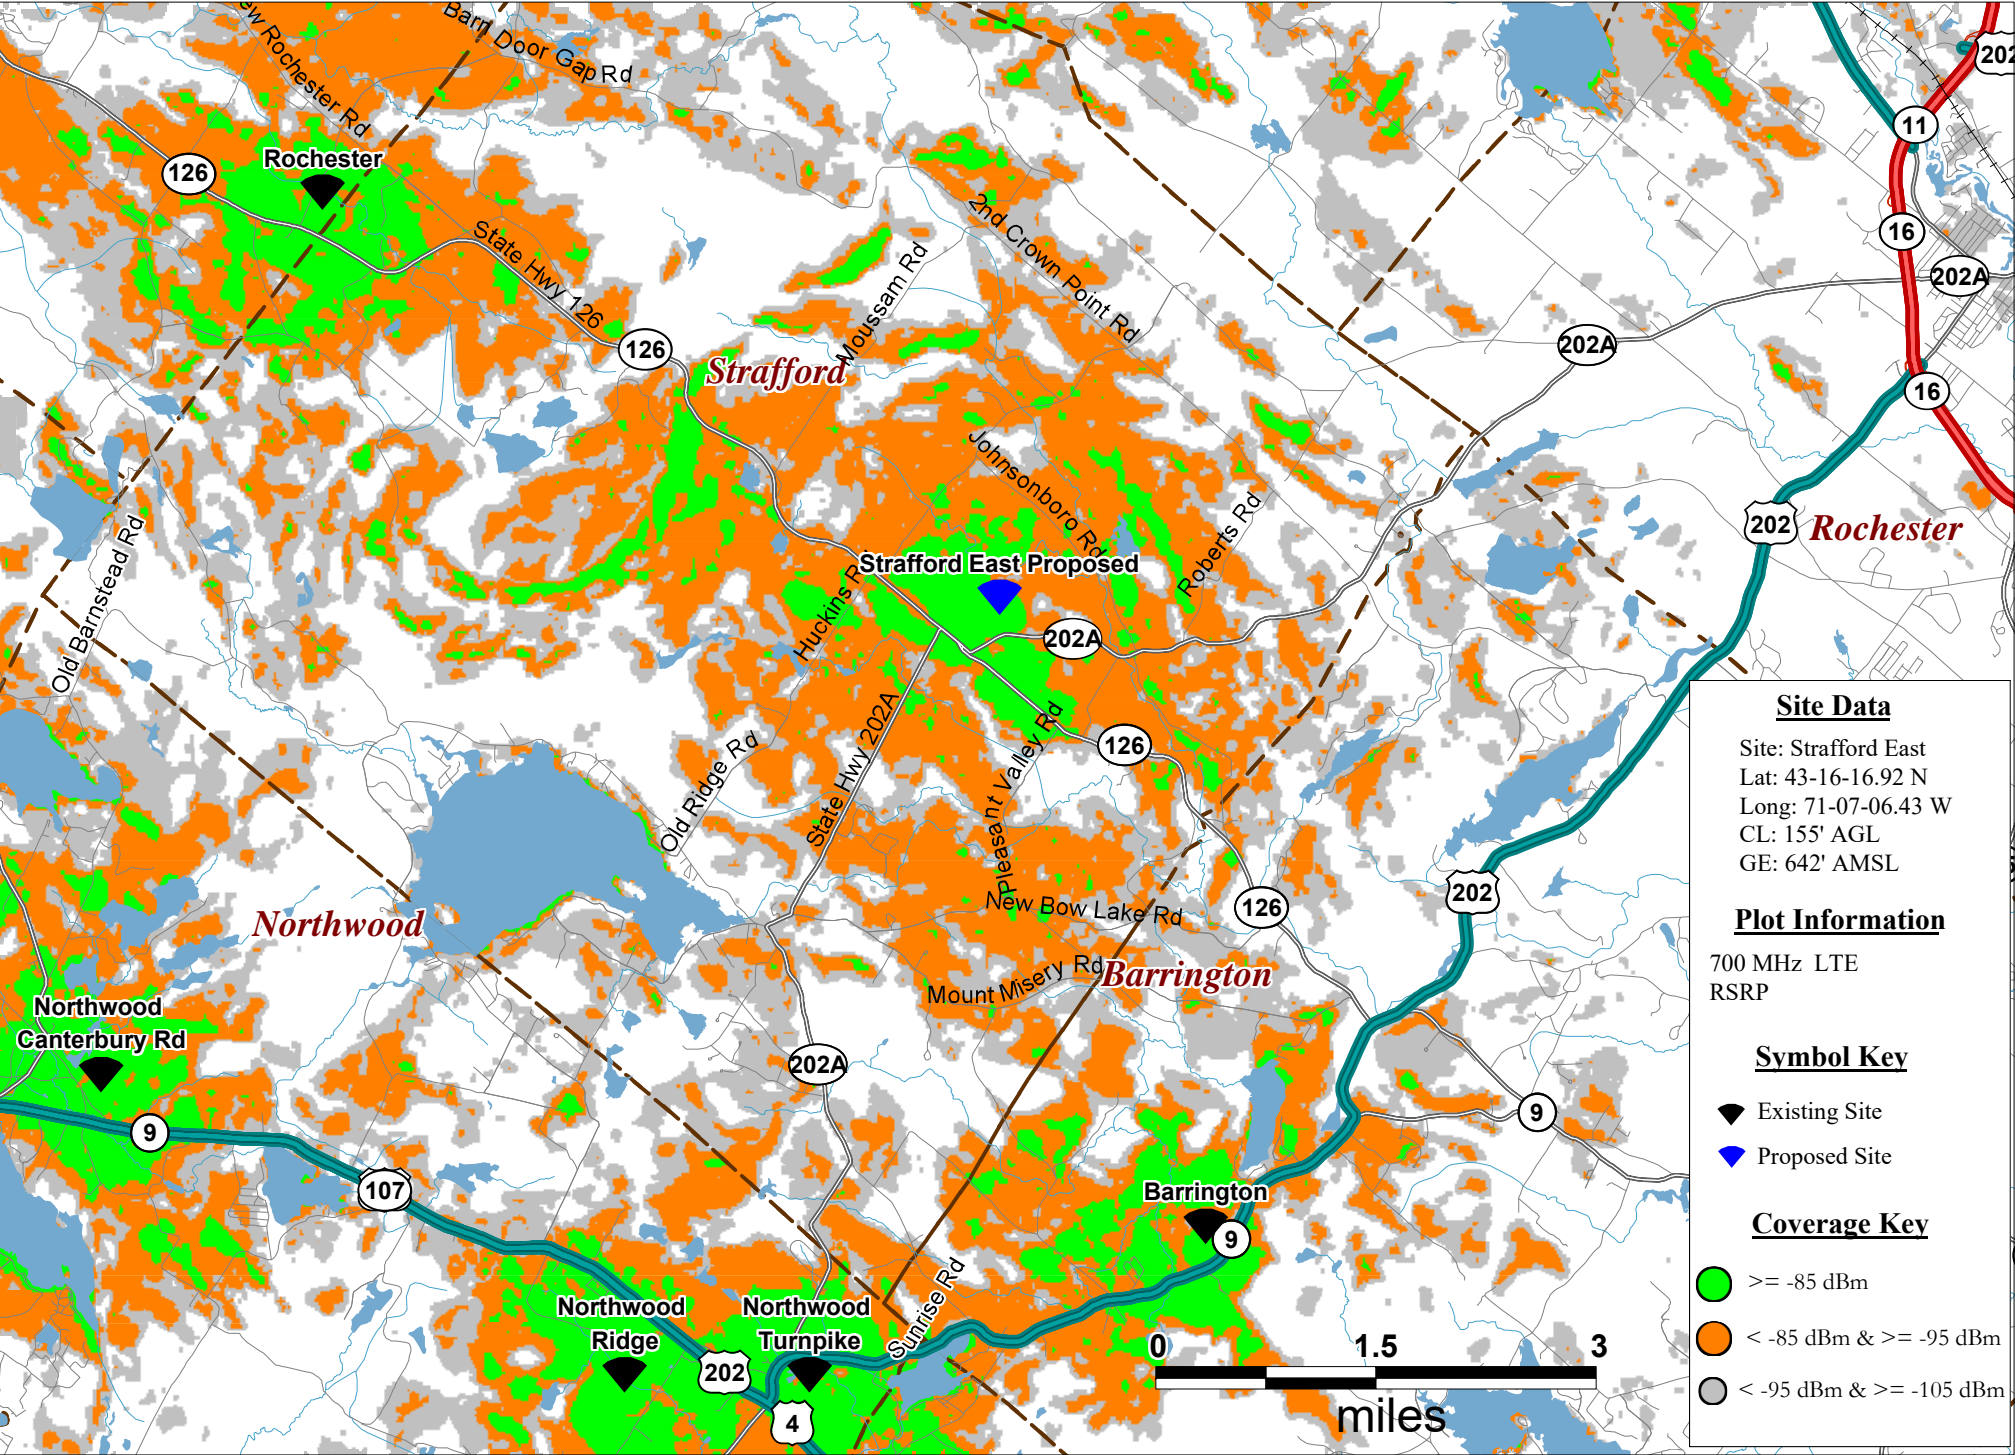 Barn Door Gap Rd
ew Rochester Rd
202
11
Rochester
126
16
2nd Crown Point Rd
State Hwy 126
Moussam Rd
202A
126
202A
Strafford
16
Johnsonboro Rd
Roberts Rd
202
Rochester
Old Barnstead Rd
Strafford East Proposed
Huckins R
202A
State Hwy 202A
Old Ridge Rd
Pleasant Valley Rd
126
202
New Bow Lake Rd
126
Northwood
Mount Misery Rd
Barrington
Northwood
Canterbury Rd
202A
9
9
107
Barrington
9
Sunrise Rd
Northwood
Ridge
Northwood
Turnpike
202
4
0 1.5 3
miles
Site Data
Site: Strafford East
Lat: 43-16-16.92 N
Long: 71-07-06.43 W
CL: 155' AGL
GE: 642' AMSL
Plot Information
700 MHz LTE
RSRP
Symbol Key
Existing Site
Proposed Site
Coverage Key
>= -85 dBm
< -85 dBm & >= -95 dBm
< -95 dBm & >= -105 dBm